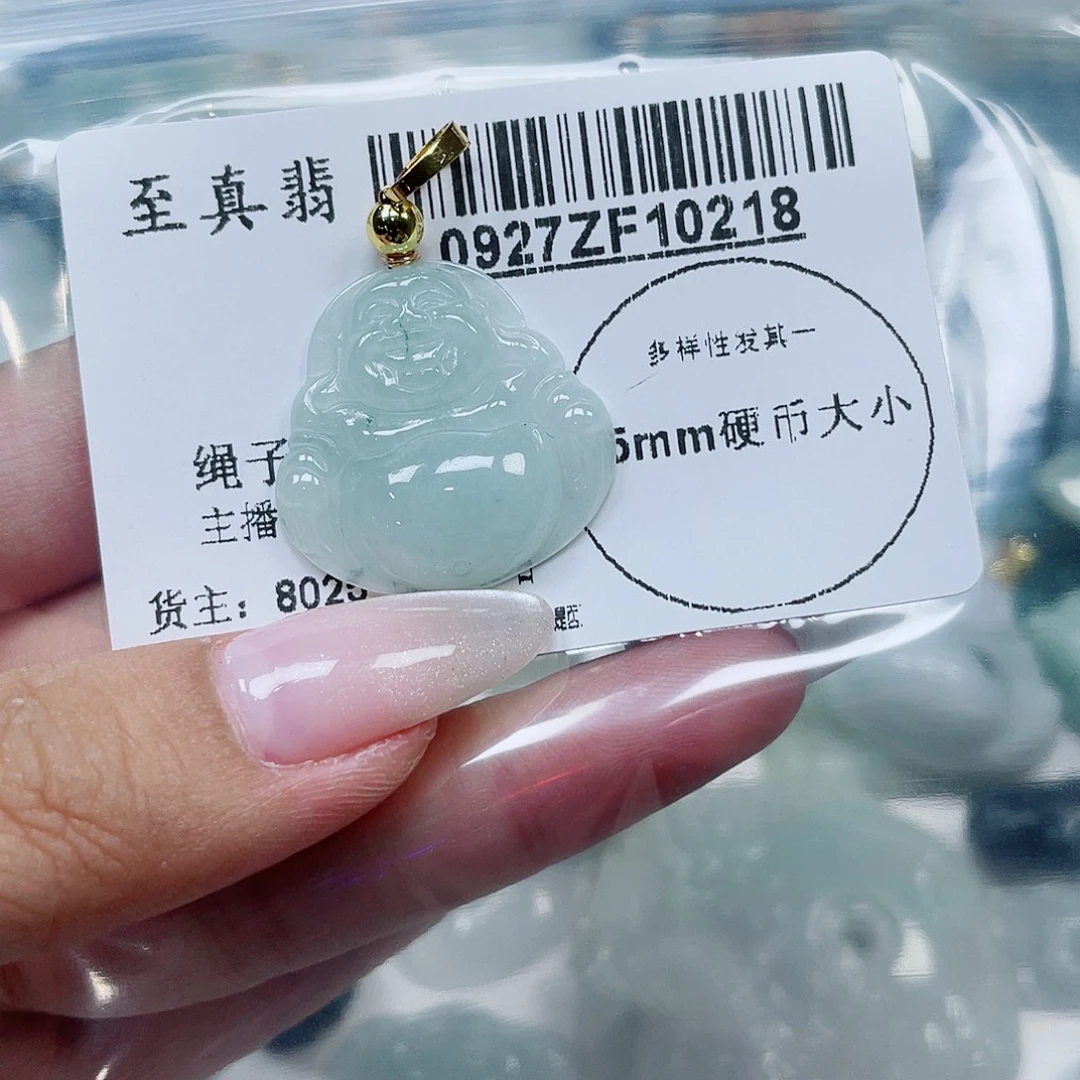 至真翡
0927ZF10218
多样性发其一
绳子
5mm硬币大小
主播
货主：8025